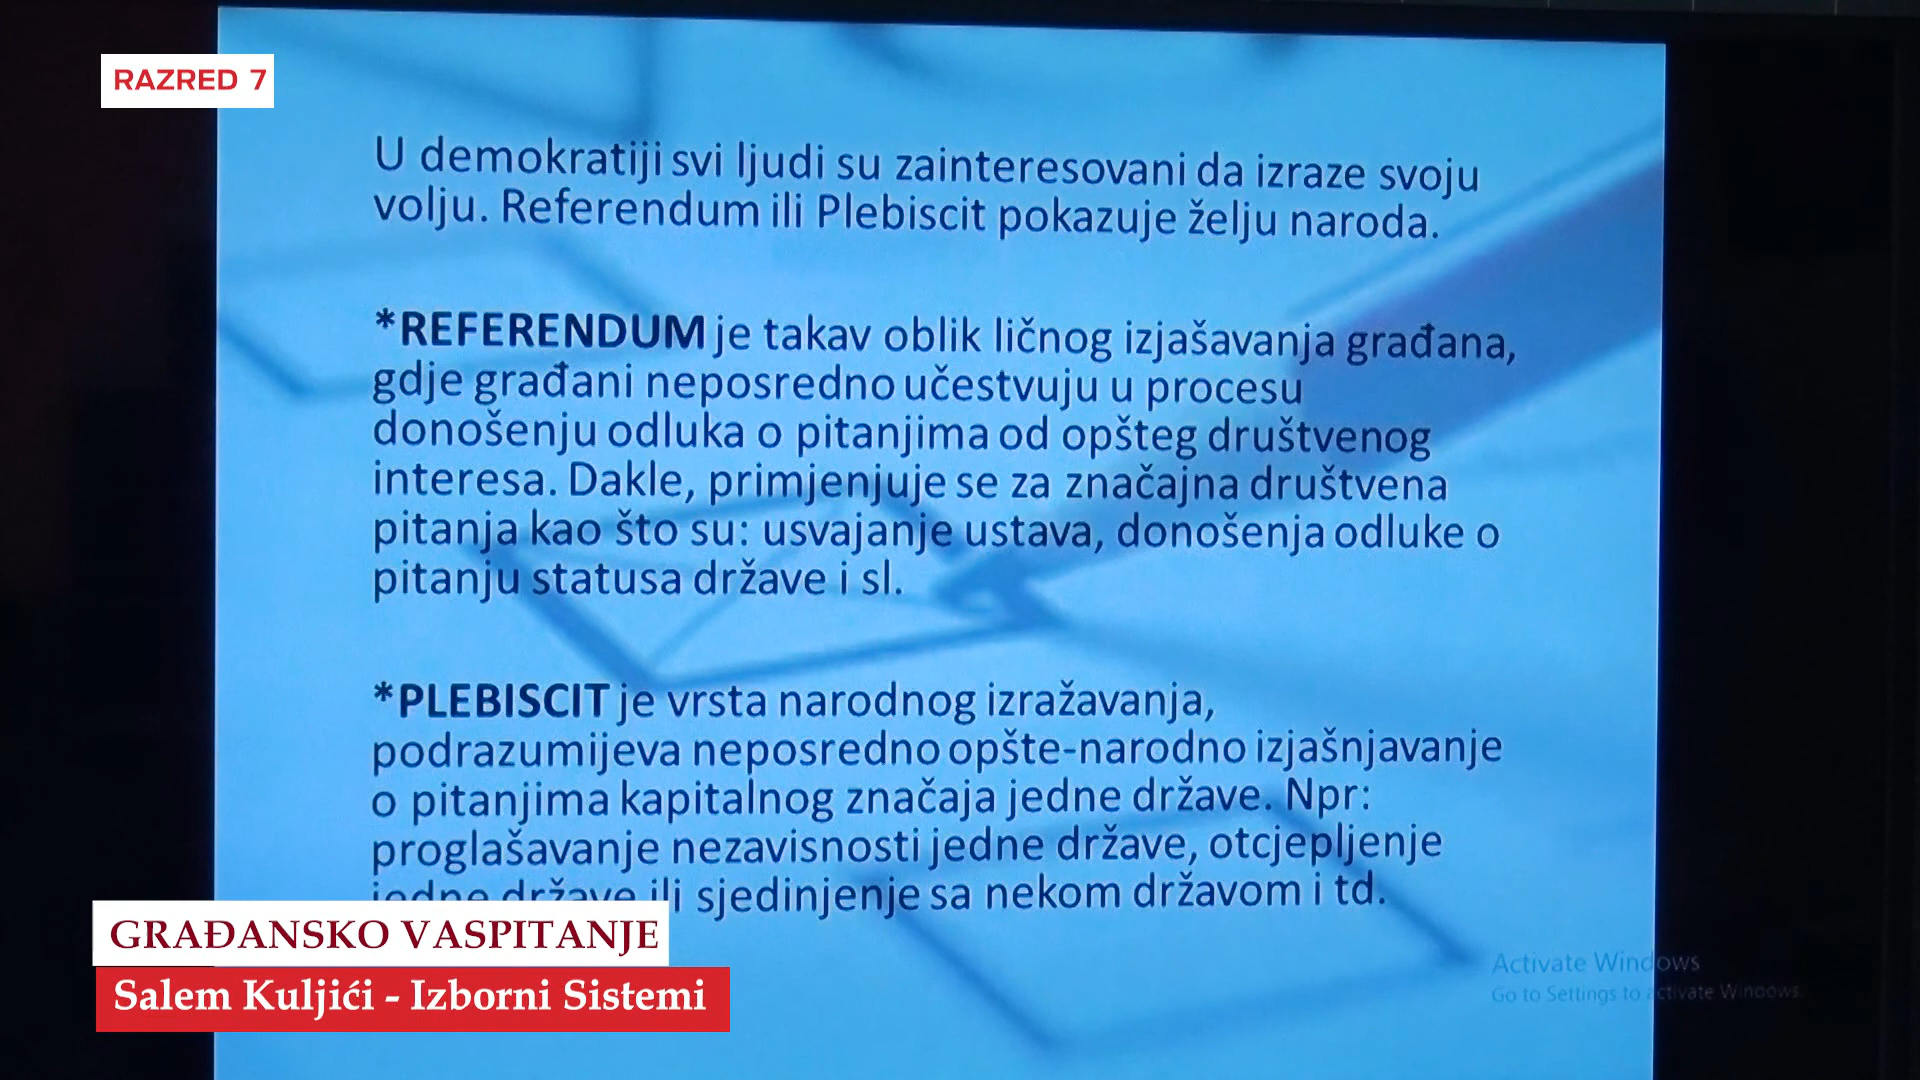 RAZRED 7
U demokratiji svi ljudi su zainteresovani da izraze svoju
volju. Referendum ili Plebiscit pokazuje želju naroda.
*REFERENDUM je takav oblik ličnog izjašavanja građana,
gdje građani neposredno učestvuju u procesu
donošenju odluka o pitanjima od opšteg društvenog
interesa. Dakle, primjenjuje se za značajna društvena
pitanja kao što su: usvajanje ustava, donošenja odluke o
pitanju statusa države i sl.
*PLEBISCIT je vrsta narodnog izražavanja,
podrazumijeva neposredno opšte-narodno izjašnjavanje
o pitanjima kapitalnog značaja jedne države. Npr:
proglašavanje nezavisnosti jedne države, otcjepljenje
jedne države ili sjedinjenje sa nekom državom i td.
GRAĐANSKO VASPITANJE
Salem Kuljići - Izborni Sistemi
Activate Windows
Go to Settings to activate Windows.